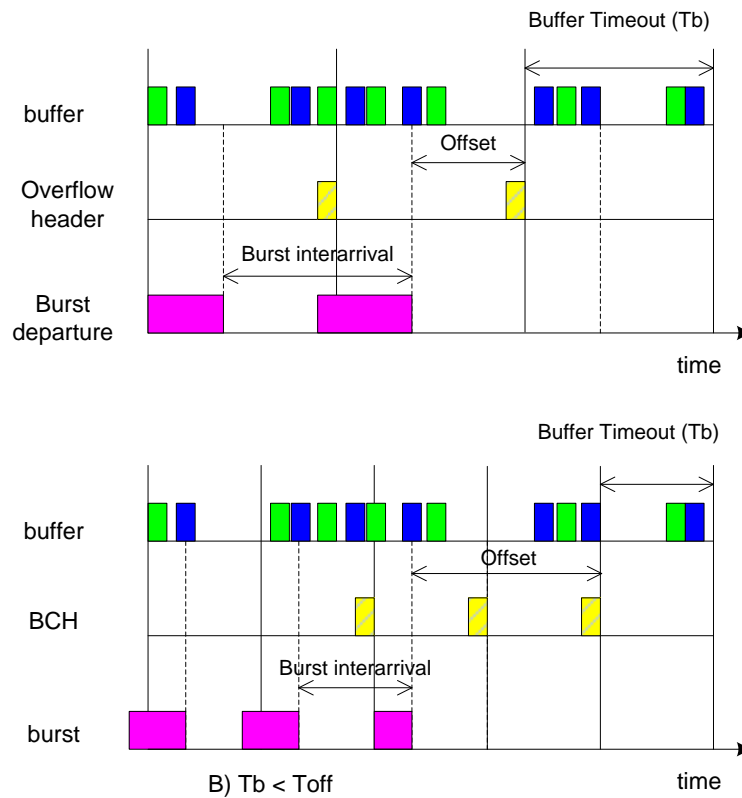 Buffer Timeout (Tb)
buffer
Offset
Overflow
header
Burst interarrival
Burst
departure
time
Buffer Timeout (Tb)
buffer
Offset
BCH
Burst interarrival
burst
B) Tb < Toff
time